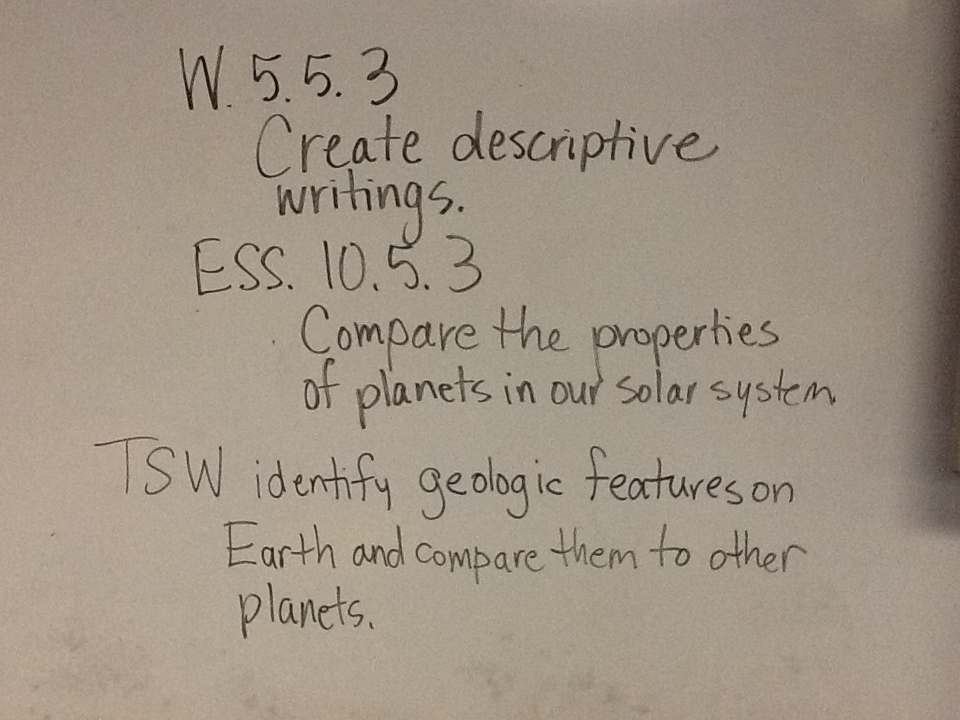 W. 5.5.3
Create descriptive
writings.
ESS. 10.5.3
Compare the properties
of planets in our solar system.
TSW identify geologic features on
Earth and compare them to other
planets.